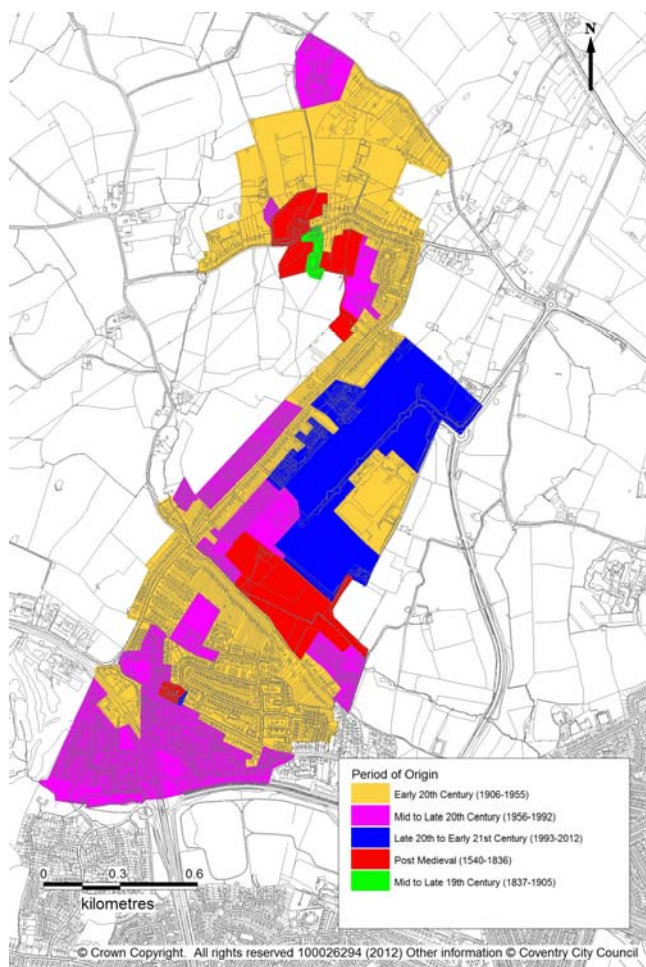 N
Period of Origin
Early 20th Century (1906-1955)
Mid to Late 20th Century (1956-1992)
Late 20th to Early 21st Century (1993-2012)
Post Medieval (1540-1836)
Mid to Late 19th Century (1837-1905)
0 0.3 0.6
kilometres
© Crown Copyright. All rights reserved 100026294 (2012) Other information © Coventry City Council